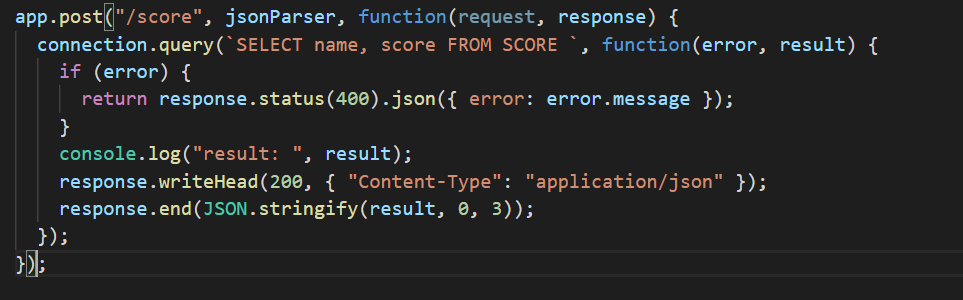 app.post("/score", jsonParser, function(request, response) {
  connection.query(`SELECT name, score FROM SCORE `, function(error, result) {
    if (error) {
      return response.status(400).json({ error: error.message });
    }
    console.log("result: ", result);
    response.writeHead(200, { "Content-Type": "application/json" });
    response.end(JSON.stringify(result, 0, 3));
  });
});